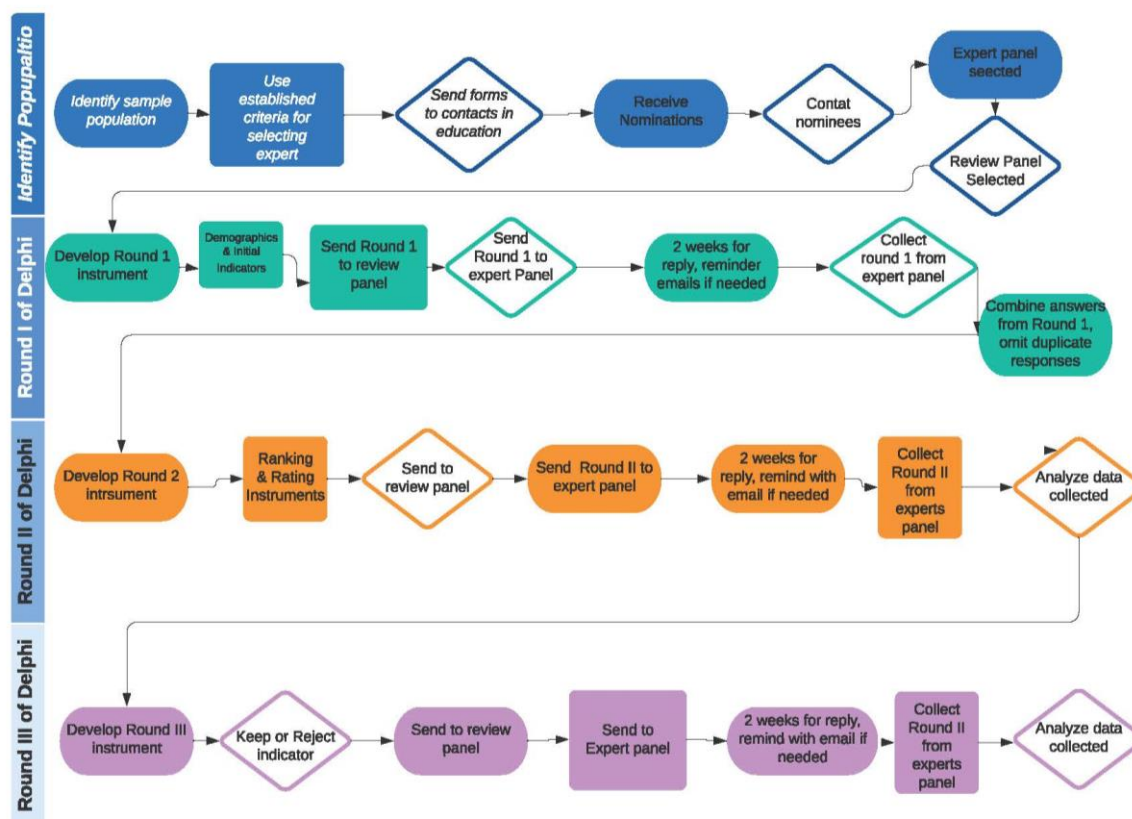 Identify Popupaltio
Identify sample
population
Use
established
criteria for
selecting
expert
Send forms
to contacts in
education
Receive
Nominations
Contat
nominees
Expert panel
seected
Review Panel
Selected
Round I of Delphi
Develop Round 1
instrument
Demographics
& Initial
Indicators
Send Round 1
to review
panel
Send
Round 1 to
expert Panel
2 weeks for
reply, reminder
emails if needed
Collect
round 1 from
expert panel
Combine answers
from Round 1,
omit duplicate
responses
Round II of Delphi
Develop Round 2
intrsument
Ranking
& Rating
Instruments
Send to
review panel
Send Round II to
expert panel
2 weeks for
reply, remind with
email if needed
Collect
Round II
from
experts
panel
Analyze data
collected
Round III of Delphi
Develop Round III
instrument
Keep or Reject
indicator
Send to review
panel
Send to
Expert panel
2 weeks for reply,
remind with email if
needed
Collect
Round II
from
experts
panel
Analyze data
collected